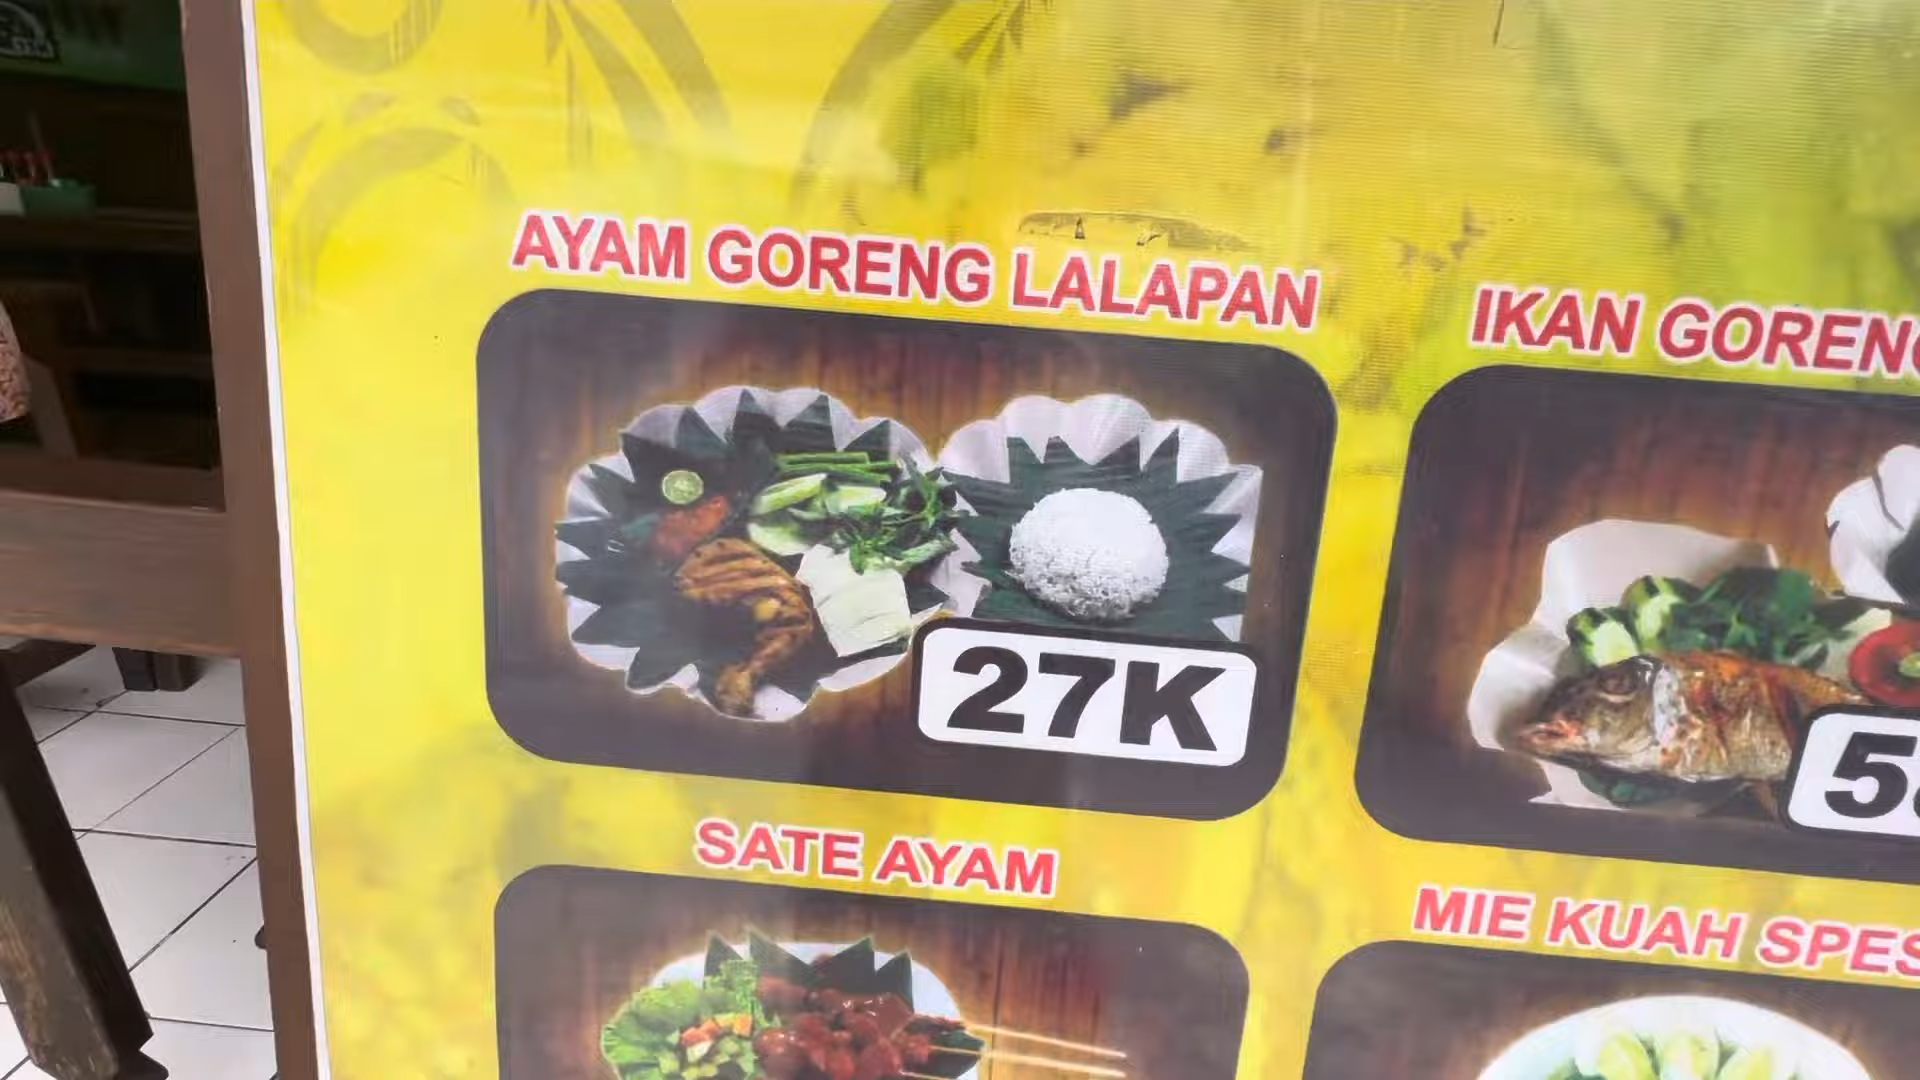 AYAM GORENG LALAPAN
IKAN GORENG
27K
SATE AYAM
MIE KUAH SPES